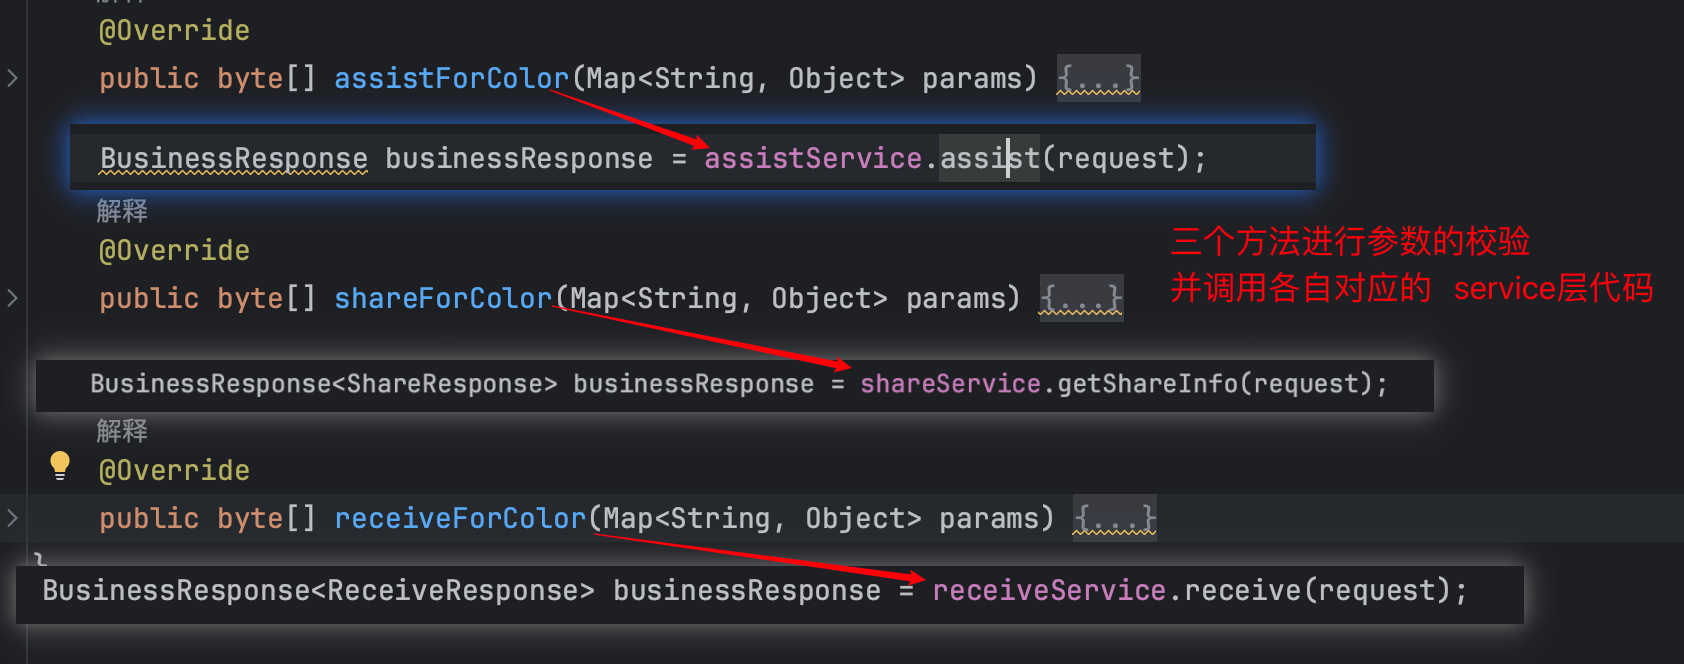 解释
@Override
public byte[] assistForColor(Map<String, Object> params) {...}
BusinessResponse businessResponse = assistService.assist(request);
解释
@Override
三个方法进行参数的校验
并调用各自对应的 service层代码
public byte[] shareForColor(Map<String, Object> params) {...}
BusinessResponse<ShareResponse> businessResponse = shareService.getShareInfo(request);
解释
@Override
public byte[] receiveForColor(Map<String, Object> params) {...}
}
BusinessResponse<ReceiveResponse> businessResponse = receiveService.receive(request);